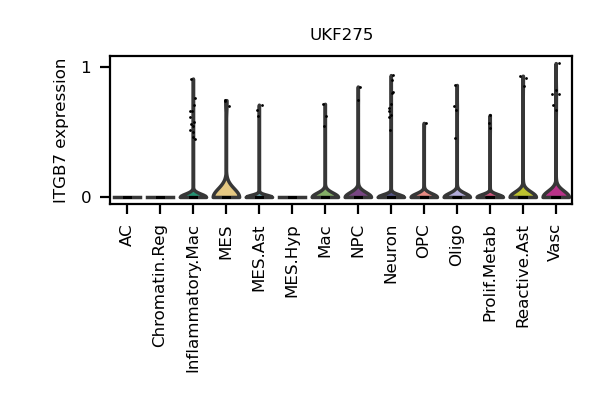 UKF275
ITGB7 expression
1
0
AC
Chromatin.Reg
Inflammatory.Mac
MES
MES.Ast
MES.Hyp
Mac
NPC
Neuron
OPC
Oligo
Prolif.Metab
Reactive.Ast
Vasc